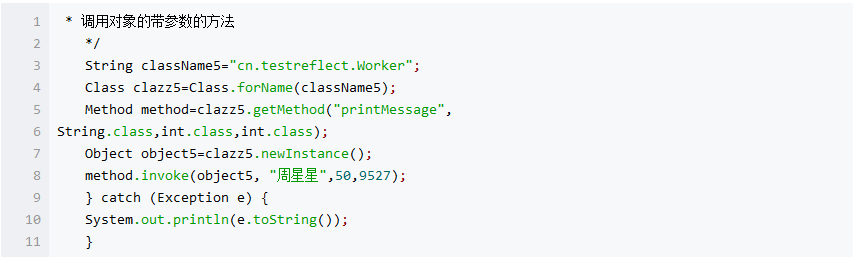 1 * 调用对象的带参数的方法
2 */
3 String className5="cn.testreflect.Worker";
4 Class clazz5=Class.forName(className5);
5 Method method=clazz5.getMethod("printMessage",
6 String.class,int.class,int.class);
7 Object object5=clazz5.newInstance();
8 method.invoke(object5, "周星星",50,9527);
9 } catch (Exception e) {
10 System.out.println(e.toString());
11 }